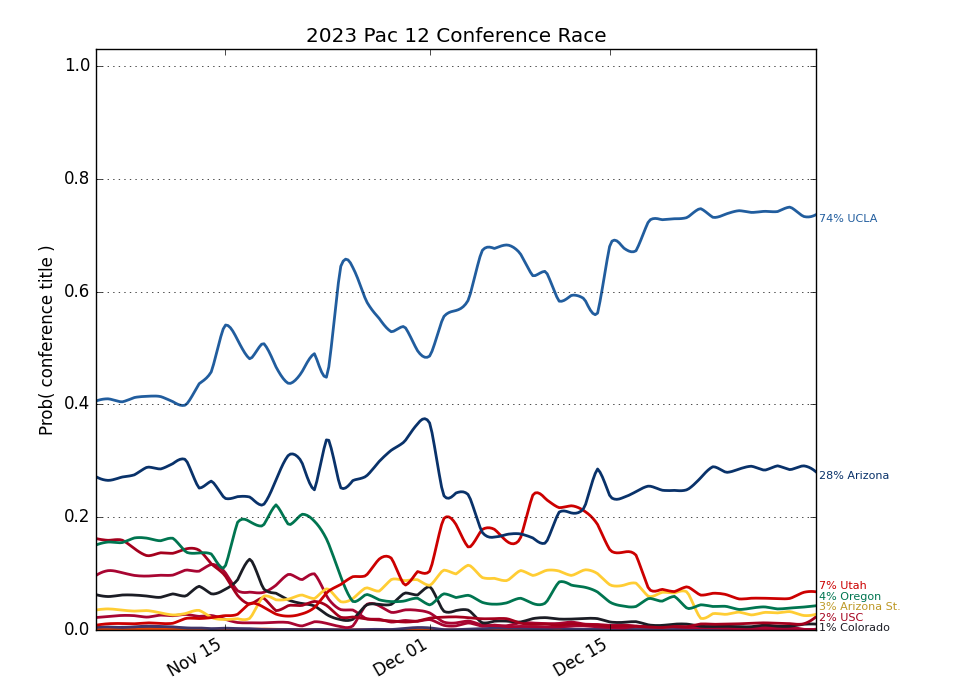 2023 Pac 12 Conference Race
Prob( conference title )
1.0
0.8
0.6
0.4
0.2
0.0
Nov 15
Dec 01
Dec 15
74% UCLA
28% Arizona
7% Utah
4% Oregon
3% Arizona St.
2% USC
1% Colorado